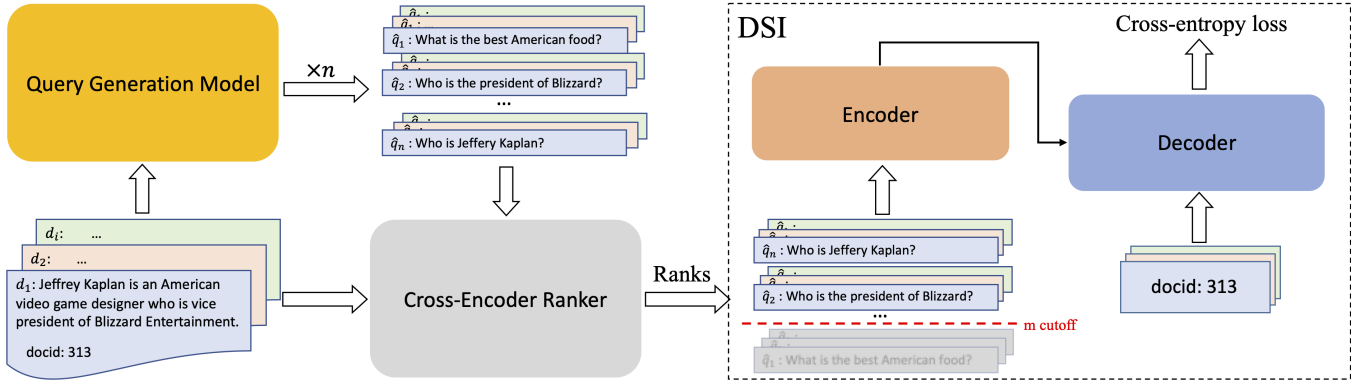 Query Generation Model
×n
q̂₁ :
q̂₁ : ...
q̂₁ : What is the best American food?
q̂₂ : Who is the president of Blizzard?
...
q̂ₙ : Who is Jeffery Kaplan?
dᵢ: ...
d₂: ...
d₁: Jeffrey Kaplan is an American
video game designer who is vice
president of Blizzard Entertainment.
docid: 313
Cross-Encoder Ranker
Ranks
DSI
Encoder
Cross-entropy loss
Decoder
q̂ₙ : Who is Jeffery Kaplan?
q̂₂ : Who is the president of Blizzard?
...
m cutoff
q̂₁ : What is the best American food?
docid: 313